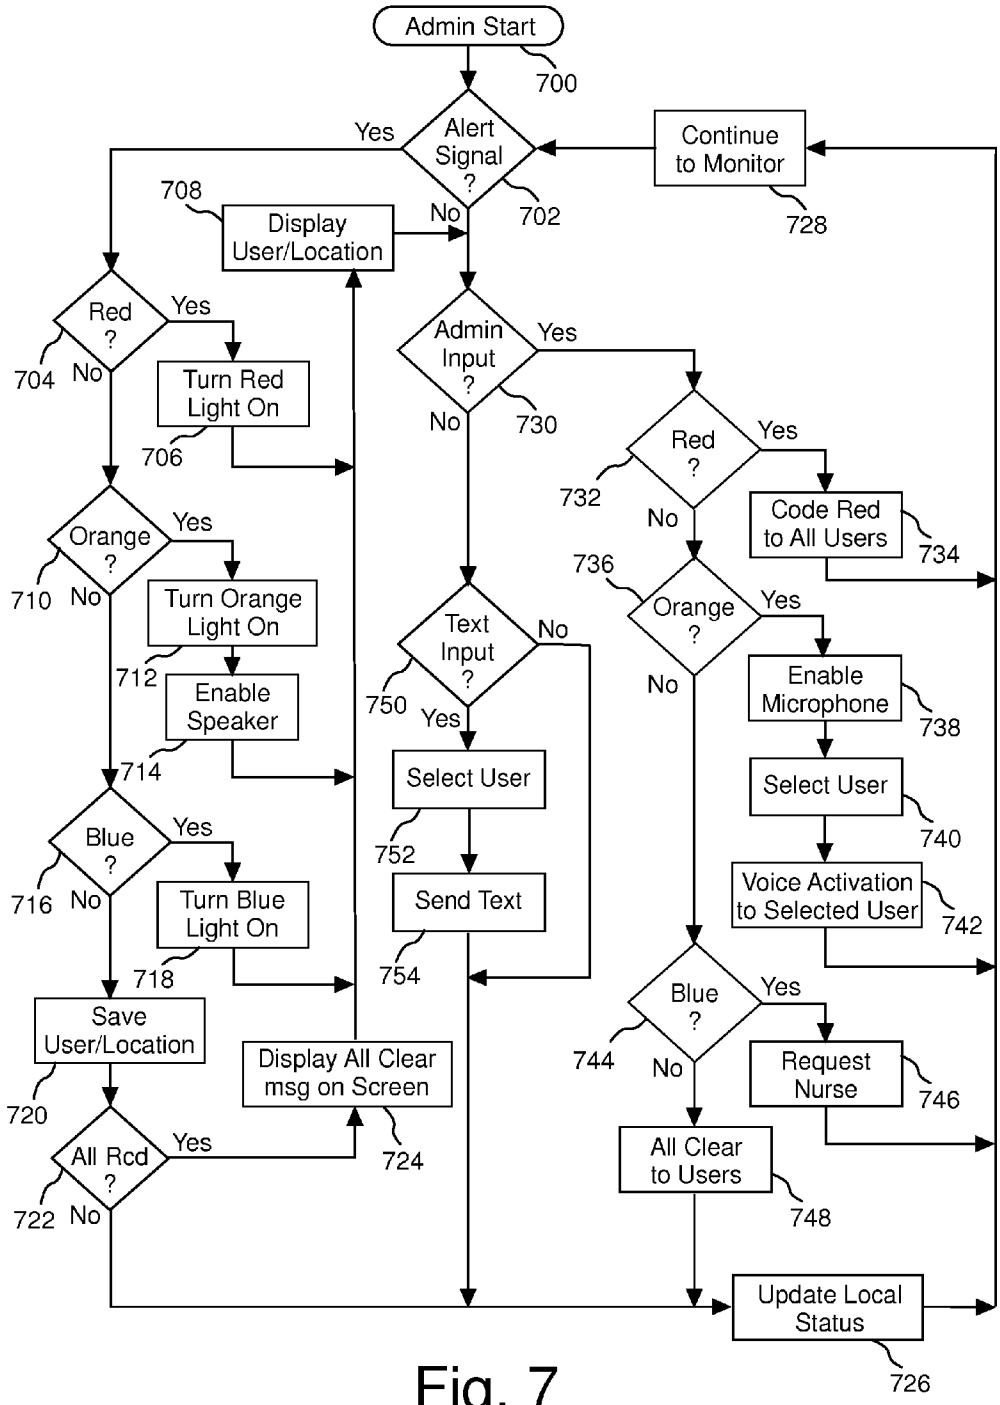 Admin Start
700
Yes
Alert
Signal
?
702
No
Continue
to Monitor
728
708
Display
User/Location
Red
?
704
Yes
No
Turn Red
Light On
706
Admin
Input
?
730
Yes
No
Red
?
732
Yes
No
Code Red
to All Users
734
Orange
?
710
Yes
No
Turn Orange
Light On
712
Enable
Speaker
714
736
Orange
?
Yes
No
Text
Input
?
750
No
Yes
Enable
Microphone
738
Select User
752
Select User
740
Blue
?
716
Yes
No
Turn Blue
Light On
718
Send Text
754
Voice Activation
to Selected User
742
Save
User/Location
720
Blue
?
744
Yes
No
Display All Clear
msg on Screen
724
Request
Nurse
746
All Rcd
?
722
Yes
No
All Clear
to Users
748
Update Local
Status
726
Fig. 7